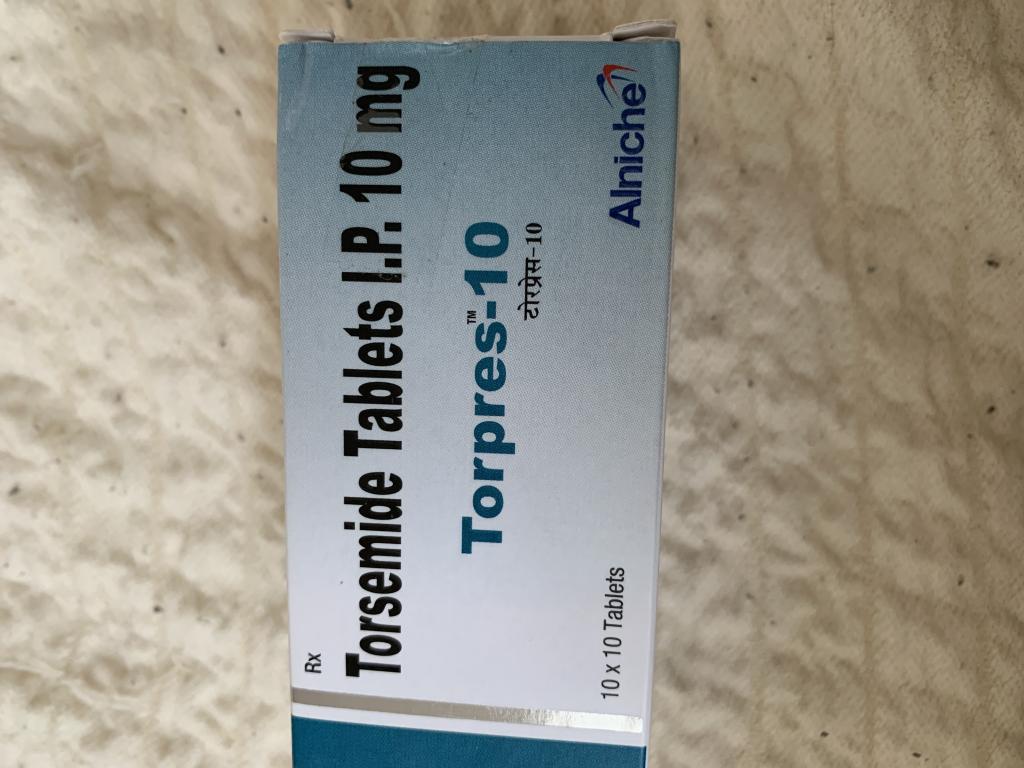 Rx
Torsemide Tablets I.P. 10 mg
Torpres™-10
टोरप्रेस-10
10 x 10 Tablets
Alniche